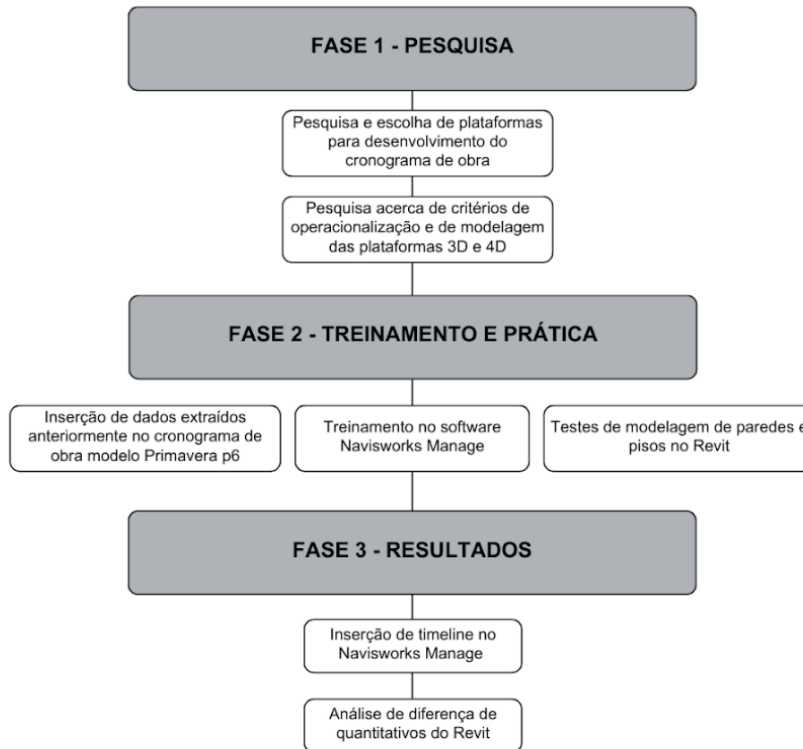 FASE 1 - PESQUISA
Pesquisa e escolha de plataformas
para desenvolvimento do
cronograma de obra
Pesquisa acerca de critérios de
operacionalização e de modelagem
das plataformas 3D e 4D
FASE 2 - TREINAMENTO E PRÁTICA
Inserção de dados extraídos
anteriormente no cronograma de
obra modelo Primavera p6
Treinamento no software
Navisworks Manage
Testes de modelagem de paredes e
pisos no Revit
FASE 3 - RESULTADOS
Inserção de timeline no
Navisworks Manage
Análise de diferença de
quantitativos do Revit